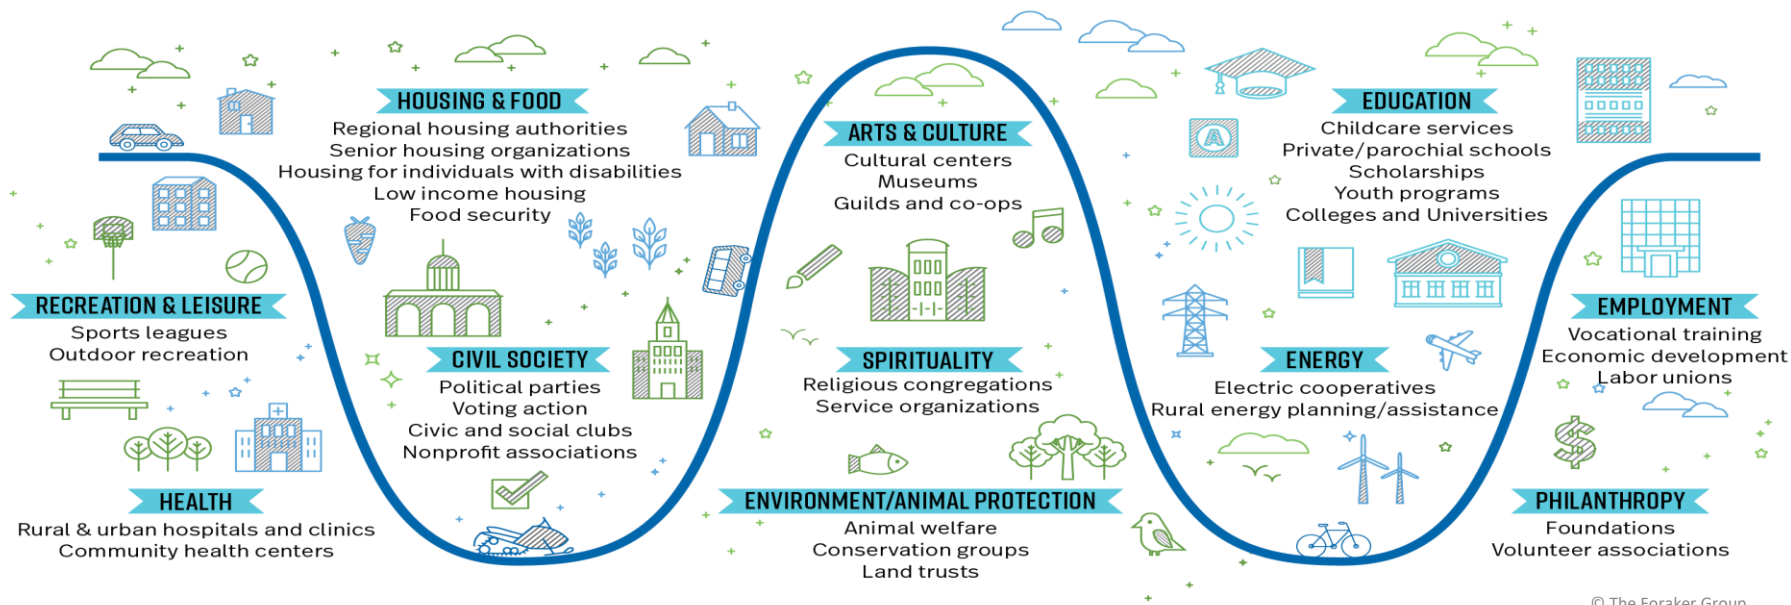 HOUSING & FOOD
Regional housing authorities
Senior housing organizations
Housing for individuals with disabilities
Low income housing
Food security
ARTS & CULTURE
Cultural centers
Museums
Guilds and co-ops
EDUCATION
Childcare services
Private/parochial schools
Scholarships
Youth programs
Colleges and Universities
A
RECREATION & LEISURE
Sports leagues
Outdoor recreation
CIVIL SOCIETY
Political parties
Voting action
Civic and social clubs
Nonprofit associations
SPIRITUALITY
Religious congregations
Service organizations
ENERGY
Electric cooperatives
Rural energy planning/assistance
EMPLOYMENT
Vocational training
Economic development
Labor unions
$
HEALTH
Rural & urban hospitals and clinics
Community health centers
ENVIRONMENT/ANIMAL PROTECTION
Animal welfare
Conservation groups
Land trusts
PHILANTHROPY
Foundations
Volunteer associations
© The Foraker Group